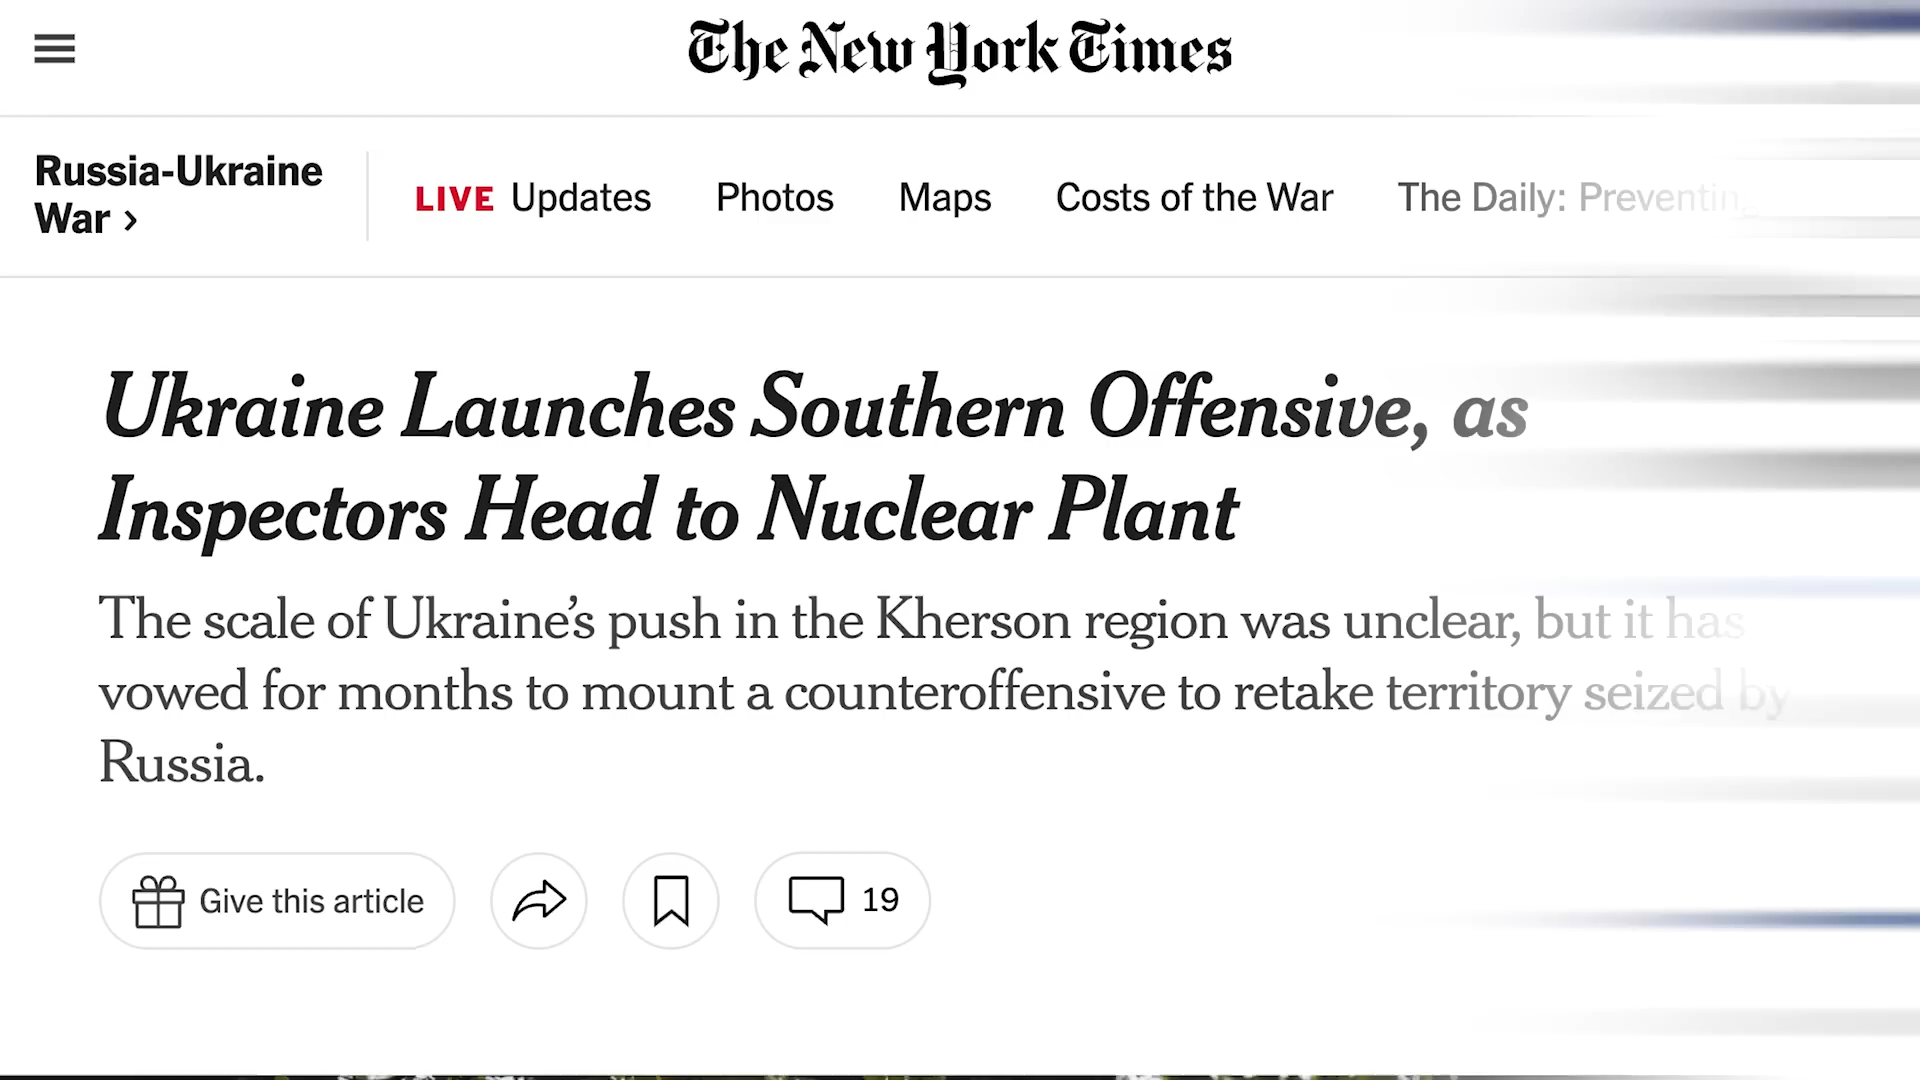 The New York Times
Russia-Ukraine
War ›
LIVE Updates Photos Maps Costs of the War The Daily: Preventing
Ukraine Launches Southern Offensive, as
Inspectors Head to Nuclear Plant
The scale of Ukraine’s push in the Kherson region was unclear, but it has
vowed for months to mount a counteroffensive to retake territory seized by
Russia.
Give this article 19